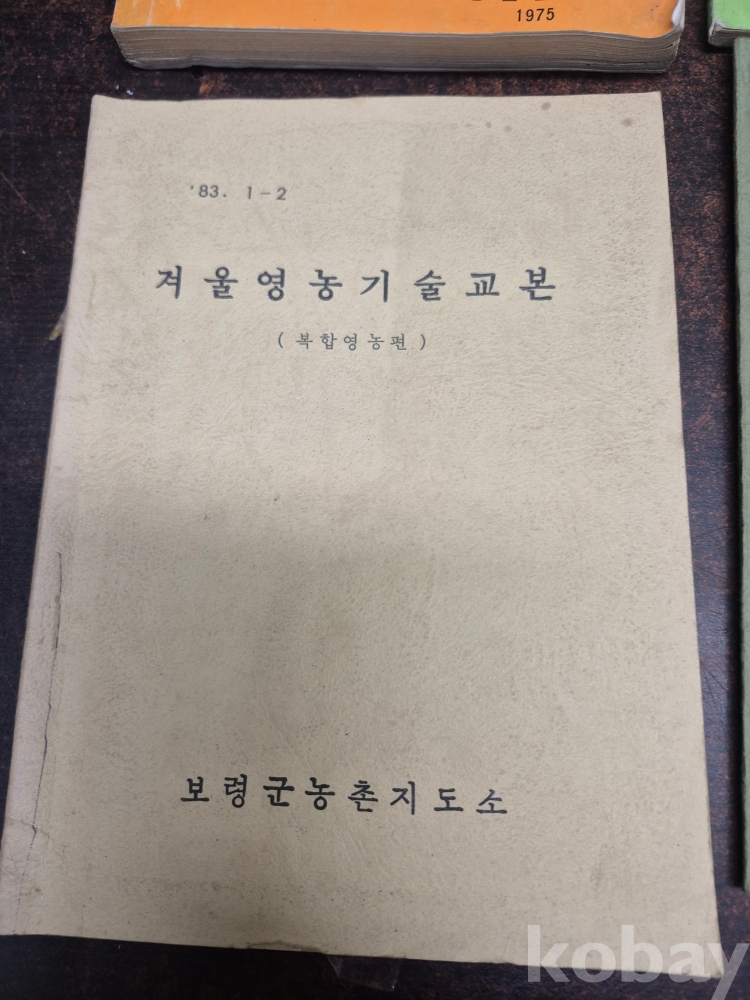 1975
'83. 1-2
겨울영농기술교본
(복합영농편)
보령군농촌지도소
kobay